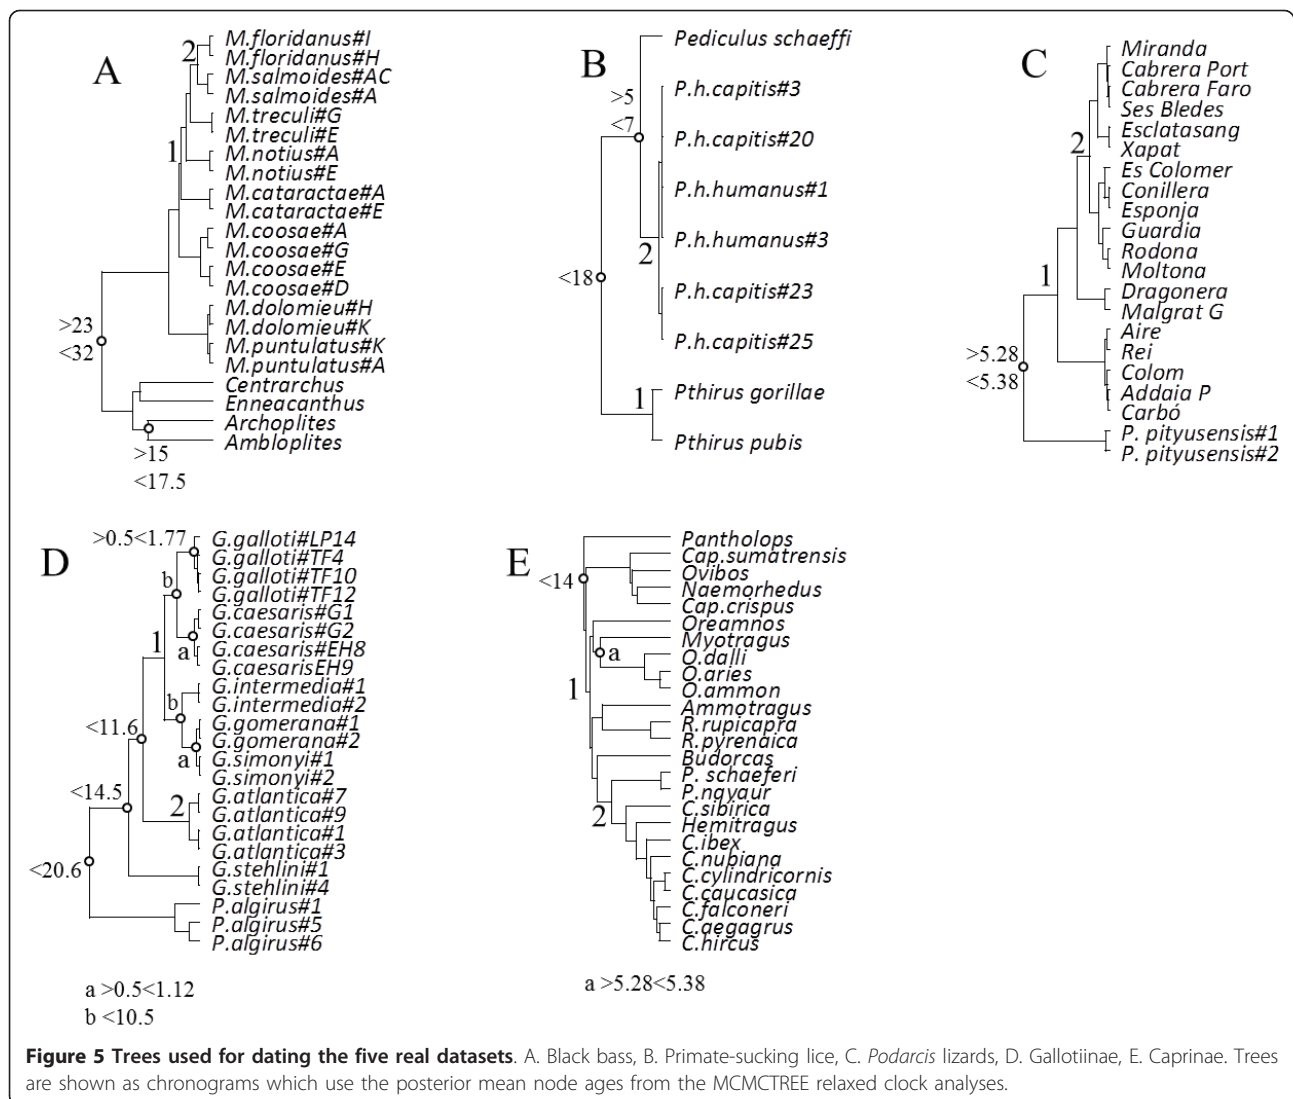 A
M.floridanus#I
M.floridanus#H
M.salmoides#AC
M.salmoides#A
M.treculi#G
M.treculi#E
M.notius#A
M.notius#E
M.cataractae#A
M.cataractae#E
M.coosae#A
M.coosae#G
M.coosae#E
M.coosae#D
M.dolomieu#H
M.dolomieu#K
M.puntulatus#K
M.puntulatus#A
Centrarchus
Enneacanthus
Archoplites
Ambloplites
2
1
>23
<32
>15
<17.5
B
Pediculus schaeffi
P.h.capitis#3
P.h.capitis#20
P.h.humanus#1
P.h.humanus#3
P.h.capitis#23
P.h.capitis#25
Pthirus gorillae
Pthirus pubis
>5
<7
2
<18
1
C
Miranda
Cabrera Port
Cabrera Faro
Ses Bledes
Esclatasang
Xapat
Es Colomer
Conillera
Esponja
Guardia
Rodona
Moltona
Dragonera
Malgrat G
Aire
Rei
Colom
Addaia P
Carbó
P. pityusensis#1
P. pityusensis#2
2
1
>5.28
<5.38
D
G.galloti#LP14
G.galloti#TF4
G.galloti#TF10
G.galloti#TF12
G.caesaris#G1
G.caesaris#G2
G.caesaris#EH8
G.caesarisEH9
G.intermedia#1
G.intermedia#2
G.gomerana#1
G.gomerana#2
G.simonyi#1
G.simonyi#2
G.atlantica#7
G.atlantica#9
G.atlantica#1
G.atlantica#3
G.stehlini#1
G.stehlini#4
P.algirus#1
P.algirus#5
P.algirus#6
>0.5<1.77
b
1
a
b
<11.6
a
<14.5
2
<20.6
a >0.5<1.12
b <10.5
E
Pantholops
Cap.sumatrensis
Ovibos
Naemorhedus
Cap.crispus
Oreamnos
Myotragus
O.dalli
O.aries
O.ammon
Ammotragus
R.rupicapra
R.pyrenaica
Budorcas
P. schaeferi
P.nayaur
C.sibirica
Hemitragus
C.ibex
C.nubiana
C.cylindricornis
C.caucasica
C.falconeri
C.aegagrus
C.hircus
<14
a
1
2
a >5.28<5.38
Figure 5 Trees used for dating the five real datasets. A. Black bass, B. Primate-sucking lice, C. Podarcis lizards, D. Gallotiinae, E. Caprinae. Trees
are shown as chronograms which use the posterior mean node ages from the MCMCTREE relaxed clock analyses.